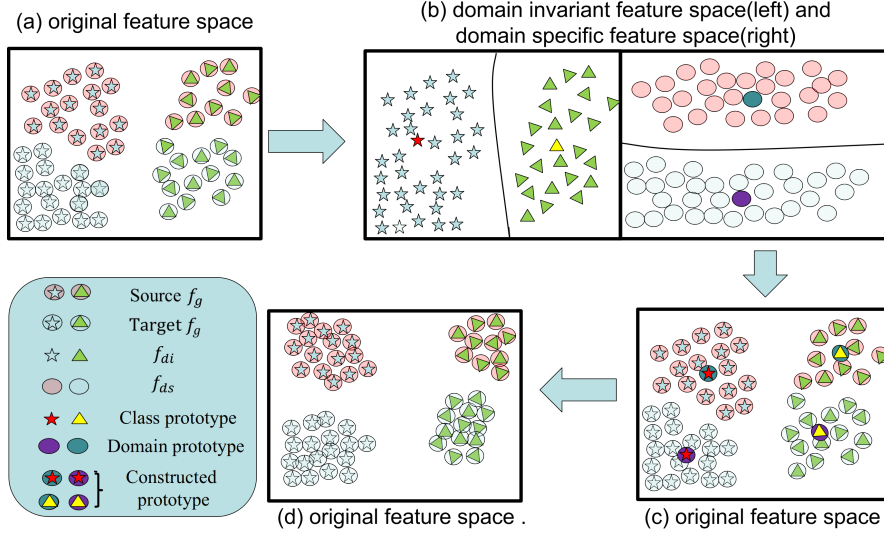 (a) original feature space
(b) domain invariant feature space(left) and
domain specific feature space(right)
Source f_g
Target f_g
f_di
f_ds
Class prototype
Domain prototype
Constructed
prototype
(d) original feature space .
(c) original feature space